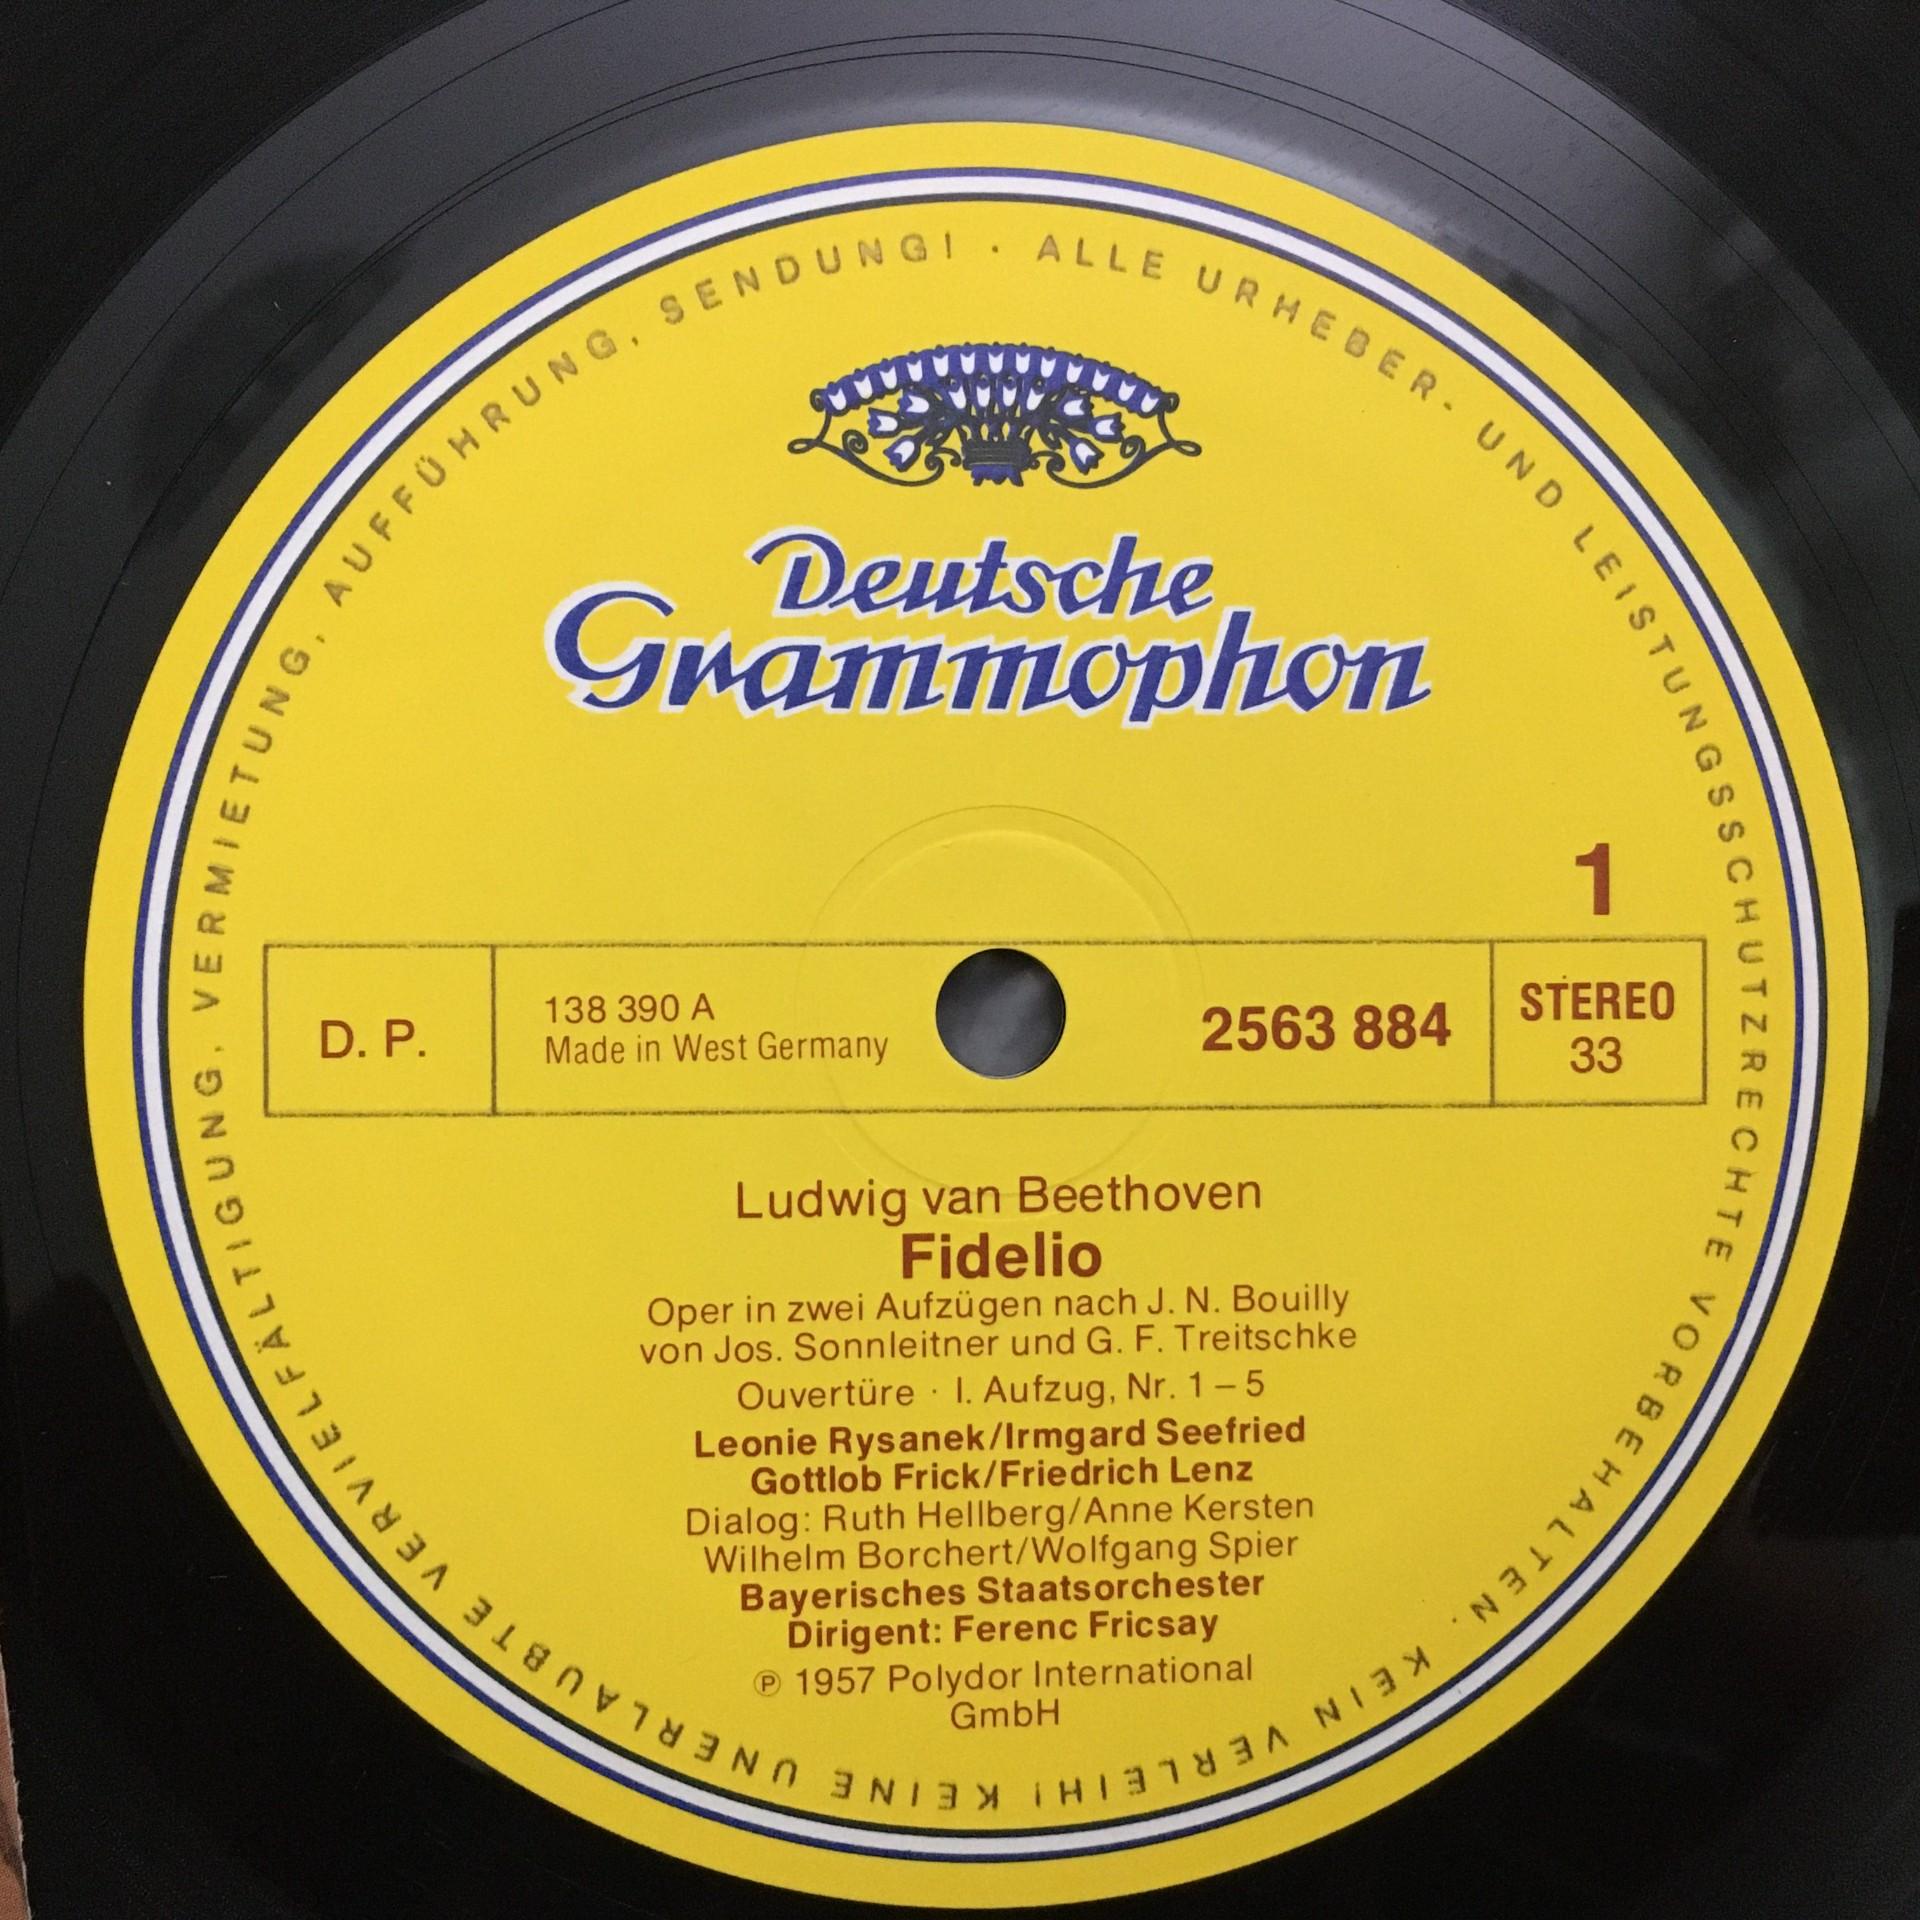 ALLE URHEBER- UND LEISTUNGSSCHUTZRECHTE VORBEHALTEN. KEIN VERLEIH! KEINE UNERLAUBTE VERVIELFÄLTIGUNG, VERMIETUNG, AUFFÜHRUNG, SENDUNG! ·
Deutsche
Grammophon
1
D. P.
138 390 A
Made in West Germany
2563 884
STEREO
33
Ludwig van Beethoven
Fidelio
Oper in zwei Aufzügen nach J. N. Bouilly
von Jos. Sonnleitner und G. F. Treitschke
Ouvertüre · I. Aufzug, Nr. 1 – 5
Leonie Rysanek/Irmgard Seefried
Gottlob Frick/Friedrich Lenz
Dialog: Ruth Hellberg/Anne Kersten
Wilhelm Borchert/Wolfgang Spier
Bayerisches Staatsorchester
Dirigent: Ferenc Fricsay
℗ 1957 Polydor International
GmbH